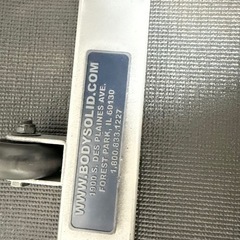 WWW.BODYSOLID.COM
1900 S. DES PLAINES AVE.
FOREST PARK, IL 60130
1.800.833.1227